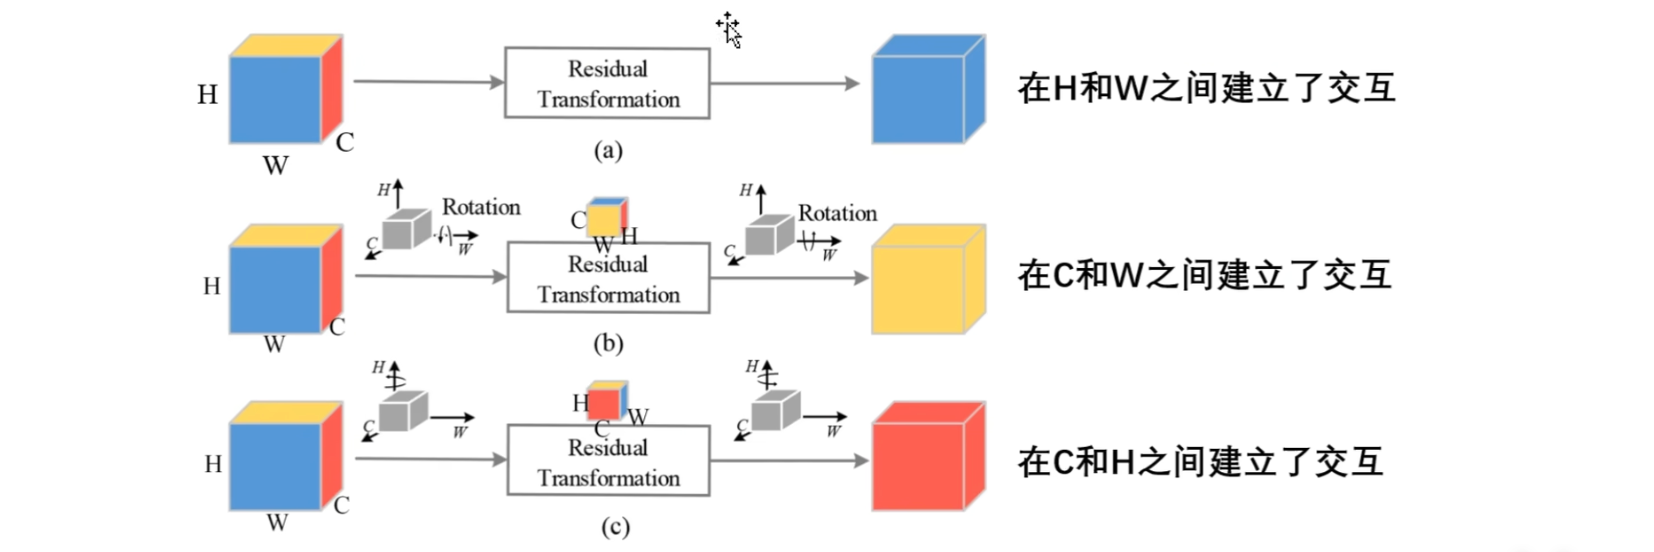 H
W
C
Residual
Transformation
(a)
在H和W之间建立了交互
H
W
C
H
C
W
Rotation
C
W
H
Residual
Transformation
(b)
H
C
W
Rotation
在C和W之间建立了交互
H
W
C
H
C
W
H
C
W
Residual
Transformation
(c)
H
C
W
在C和H之间建立了交互